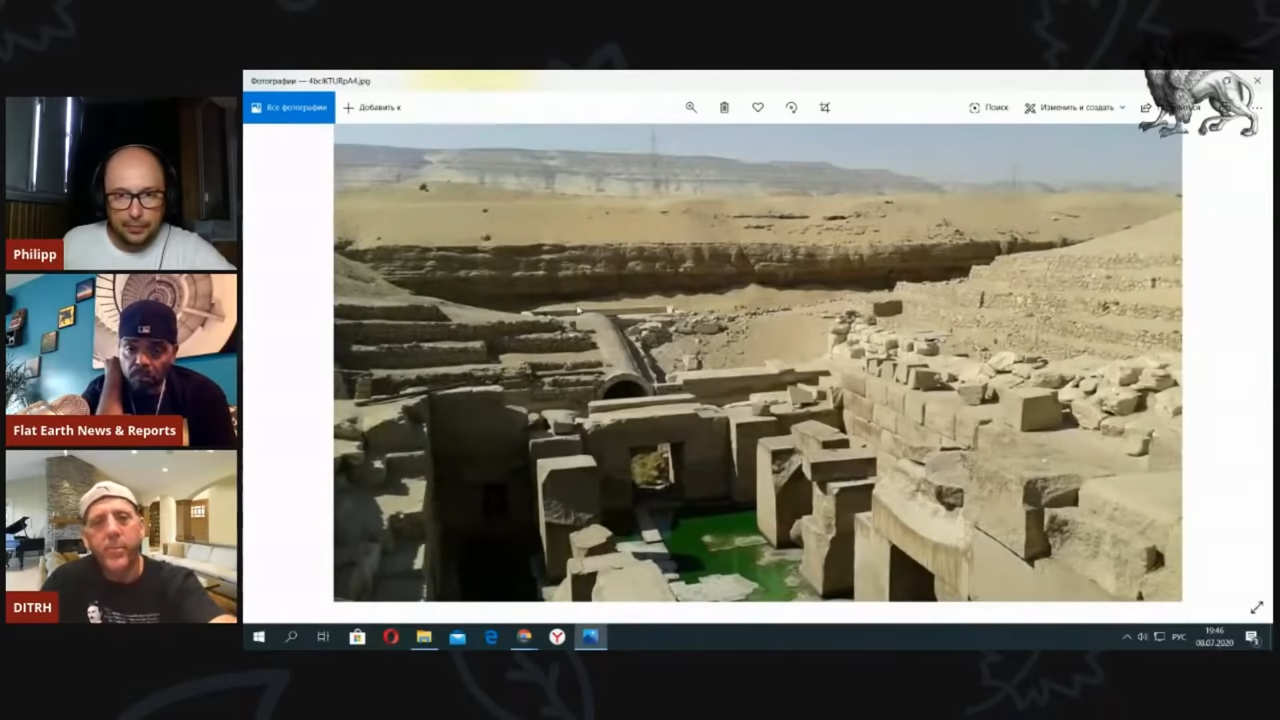 Фотографии — 4bclKTURpA4.jpg
Все фотографии
Добавить к
Поиск
Изменить и создать
Philipp
Flat Earth News & Reports
DITRH
РУС
19:46
08.07.2020